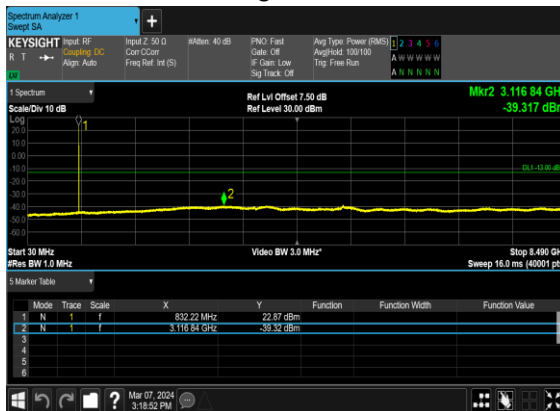 Spectrum Analyzer 1
Swept SA
KEYSIGHT Input: RF Input Z: 50 Ω #Atten: 40 dB PNO: Fast Avg Type: Power (RMS) 1 2 3 4 5 6
R T Coupling: DC Corr CCorr Gate: Off Avg|Hold: 100/100 A W W W W W
Align: Auto Freq Ref: Int (S) IF Gain: Low Trig: Free Run
Sig Track: Off A N N N N N
1 Spectrum Ref Lvl Offset 7.50 dB Mkr2 3.116 84 GH
Scale/Div 10 dB Ref Level 30.00 dBm -39.317 dBm
Log
20.0
10.0
0.00
-10.0
-20.0
-30.0
-40.0
-50.0
-60.0
1
2
DL1 -13.00 dB
Start 30 MHz Video BW 3.0 MHz* Stop 8.490 GH
#Res BW 1.0 MHz Sweep 16.0 ms (40001 pts
5 Marker Table
Mode Trace Scale X Y Function Function Width Function Value
1 N 1 f 832.22 MHz 22.87 dBm
2 N 1 f 3.116 84 GHz -39.32 dBm
3
4
5
6
? Mar 07, 2024
3:18:52 PM